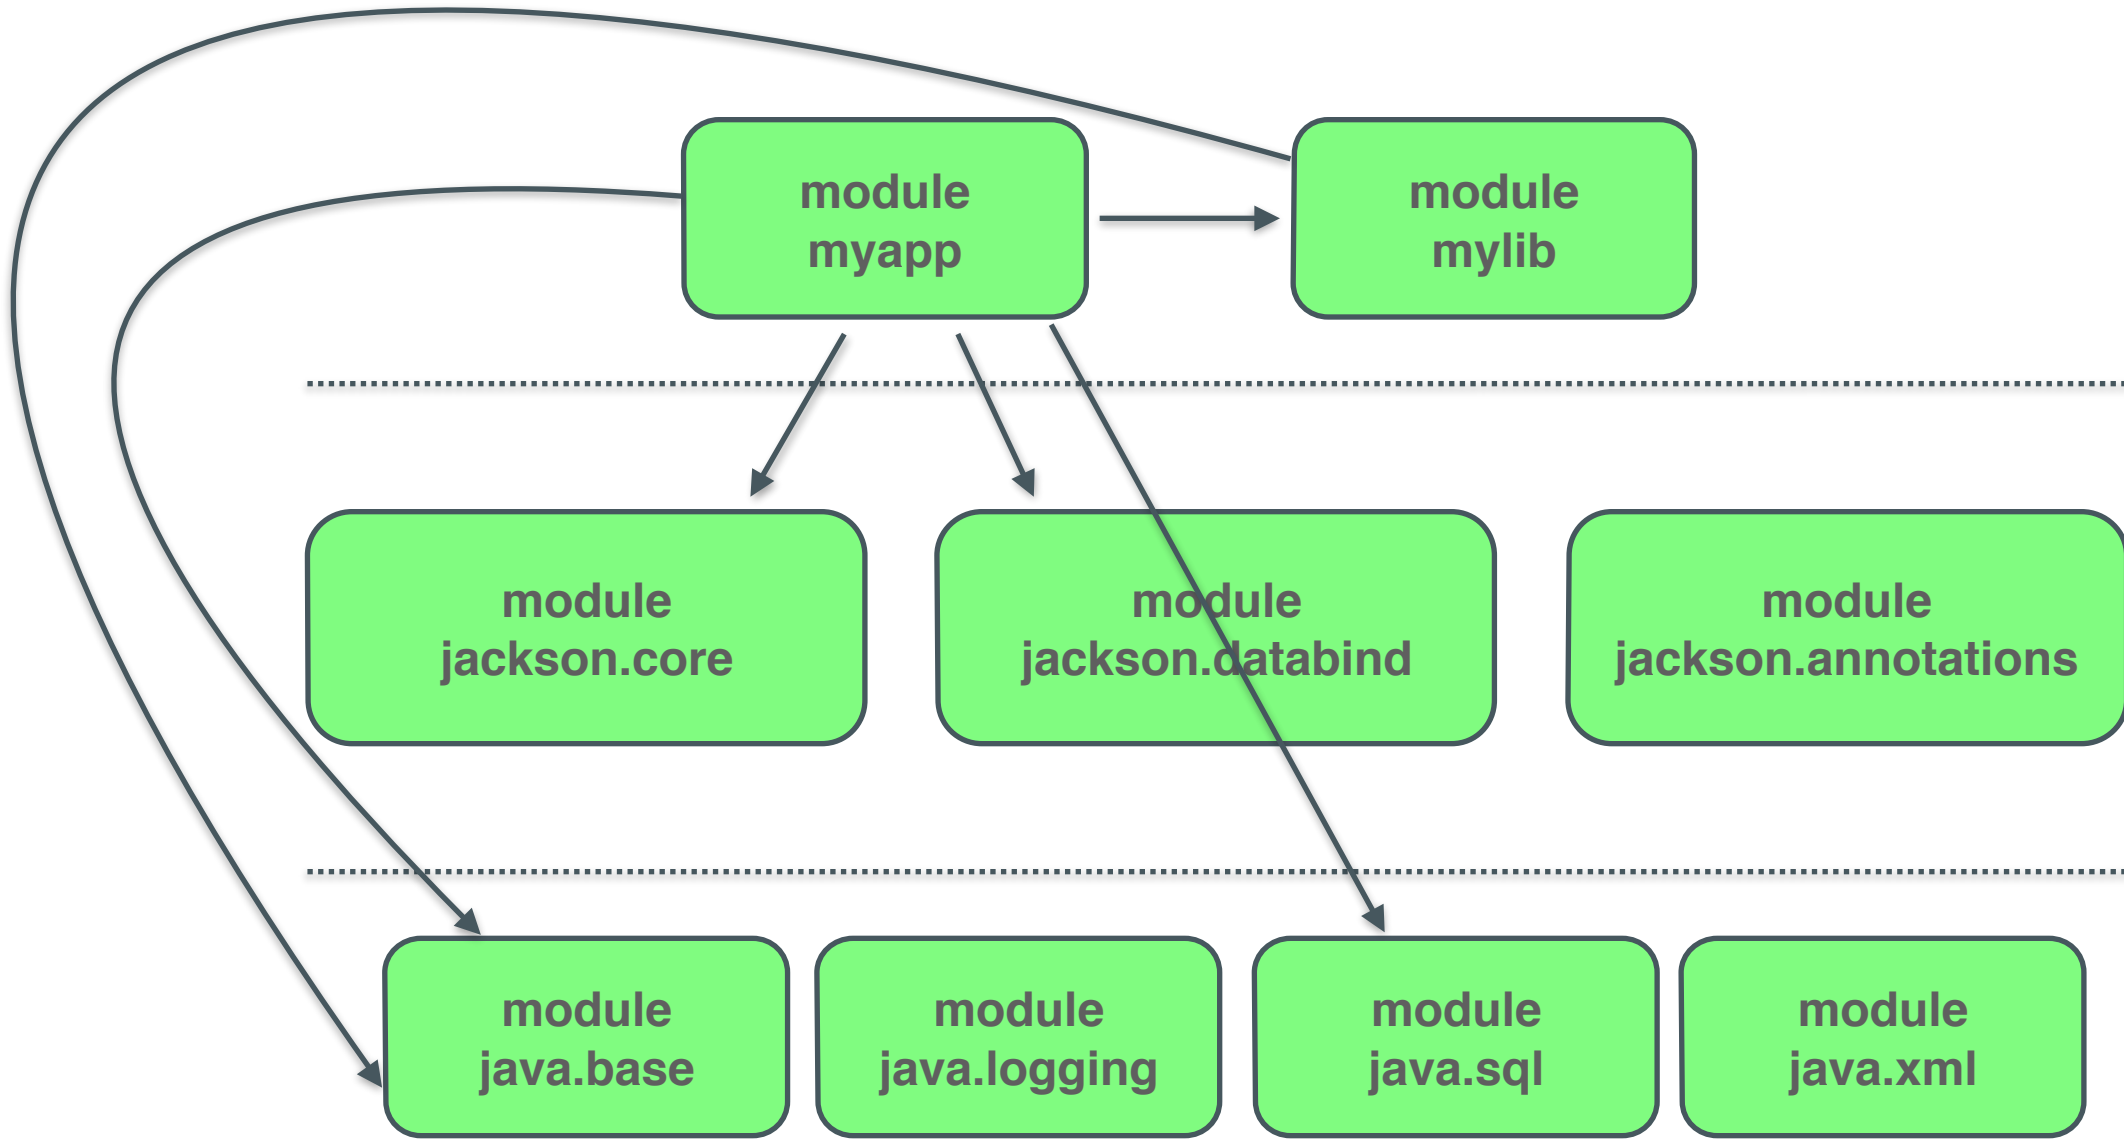 module
myapp
module
mylib
module
jackson.core
module
jackson.databind
module
jackson.annotations
module
java.base
module
java.logging
module
java.sql
module
java.xml